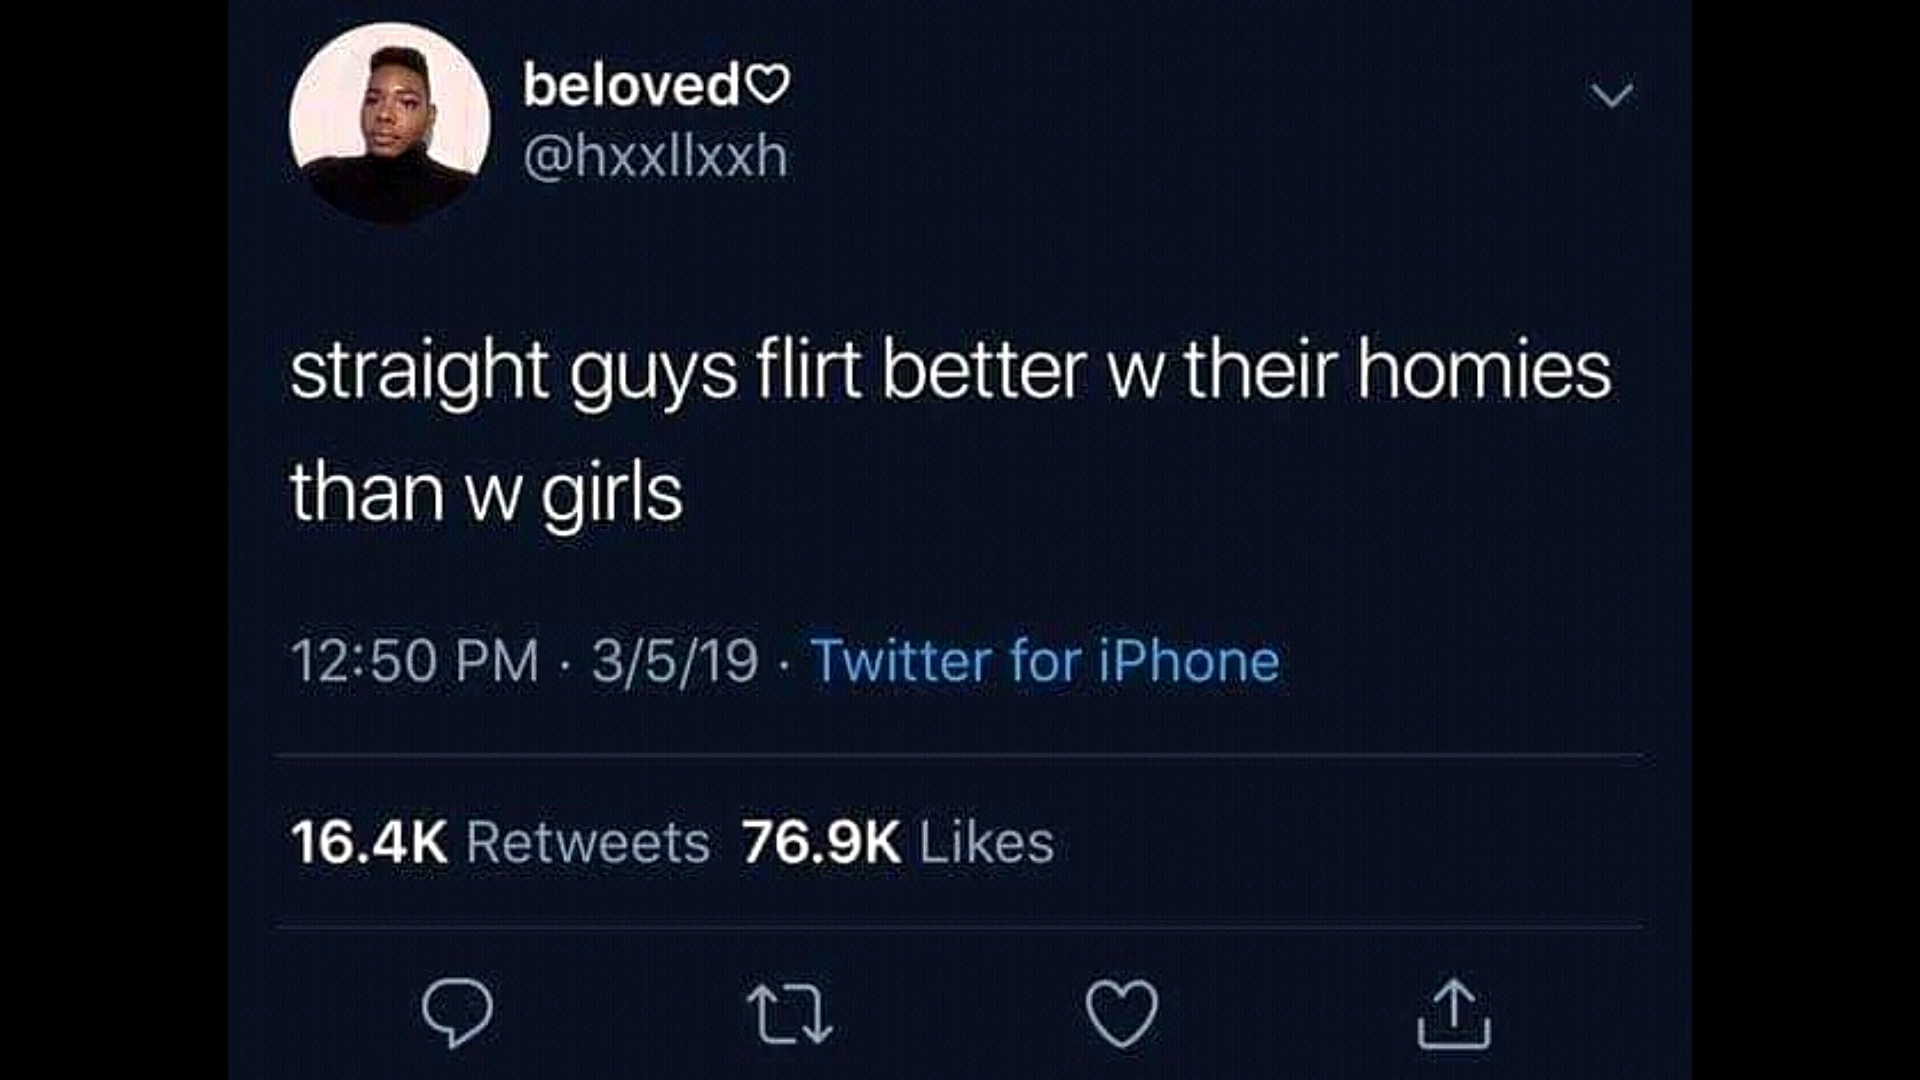 beloved♡
@hxxllxxh
straight guys flirt better w their homies
than w girls
12:50 PM · 3/5/19 · Twitter for iPhone
16.4K Retweets 76.9K Likes